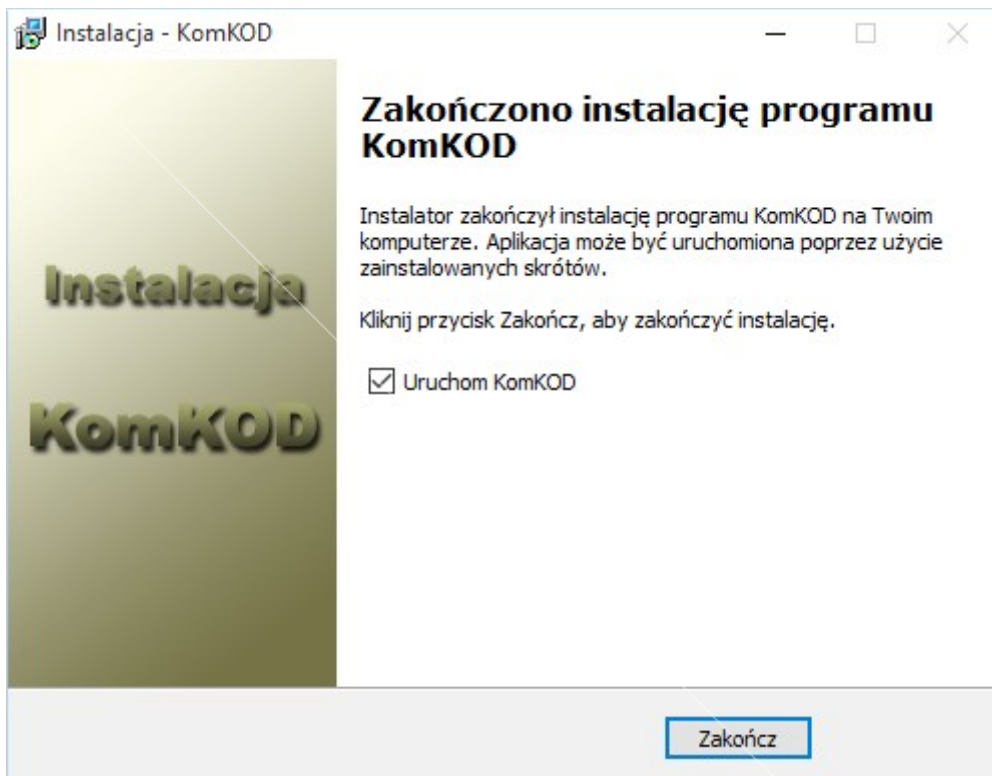 Instalacja - KomKOD
Instalacja
KomKOD
Zakończono instalację programu
KomKOD
Instalator zakończył instalację programu KomKOD na Twoim
komputerze. Aplikacja może być uruchomiona poprzez użycie
zainstalowanych skrótów.
Kliknij przycisk Zakończ, aby zakończyć instalację.
Uruchom KomKOD
Zakończ